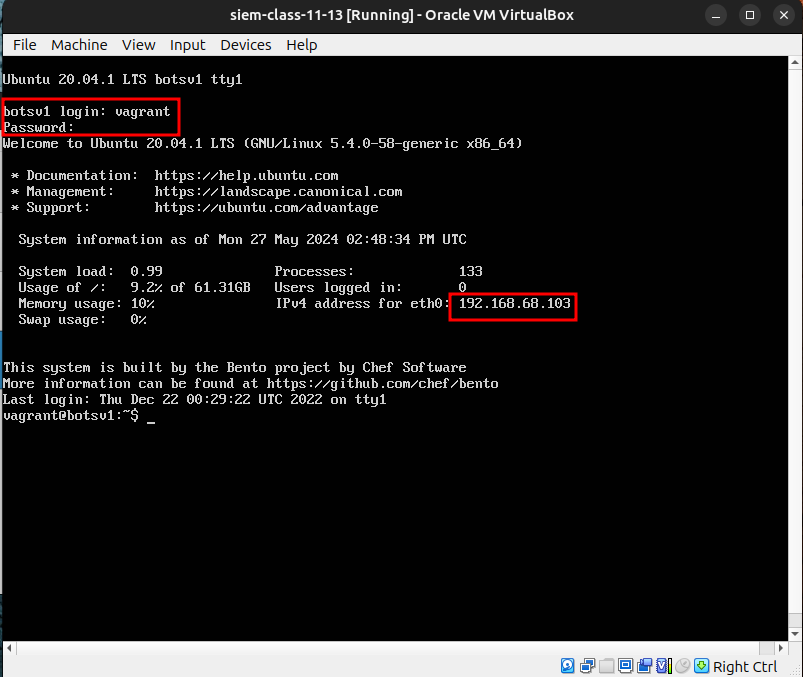 siem-class-11-13 [Running] - Oracle VM VirtualBox
File Machine View Input Devices Help
Ubuntu 20.04.1 LTS botsv1 tty1
botsv1 login: vagrant
Password:
Welcome to Ubuntu 20.04.1 LTS (GNU/Linux 5.4.0-58-generic x86_64)
* Documentation: https://help.ubuntu.com
* Management: https://landscape.canonical.com
* Support: https://ubuntu.com/advantage
System information as of Mon 27 May 2024 02:48:34 PM UTC
System load: 0.99 Processes: 133
Usage of /: 9.2% of 61.31GB Users logged in: 0
Memory usage: 10% IPv4 address for eth0: 192.168.68.103
Swap usage: 0%
This system is built by the Bento project by Chef Software
More information can be found at https://github.com/chef/bento
Last login: Thu Dec 22 00:29:22 UTC 2022 on tty1
vagrant@botsv1:~$ _
Right Ctrl